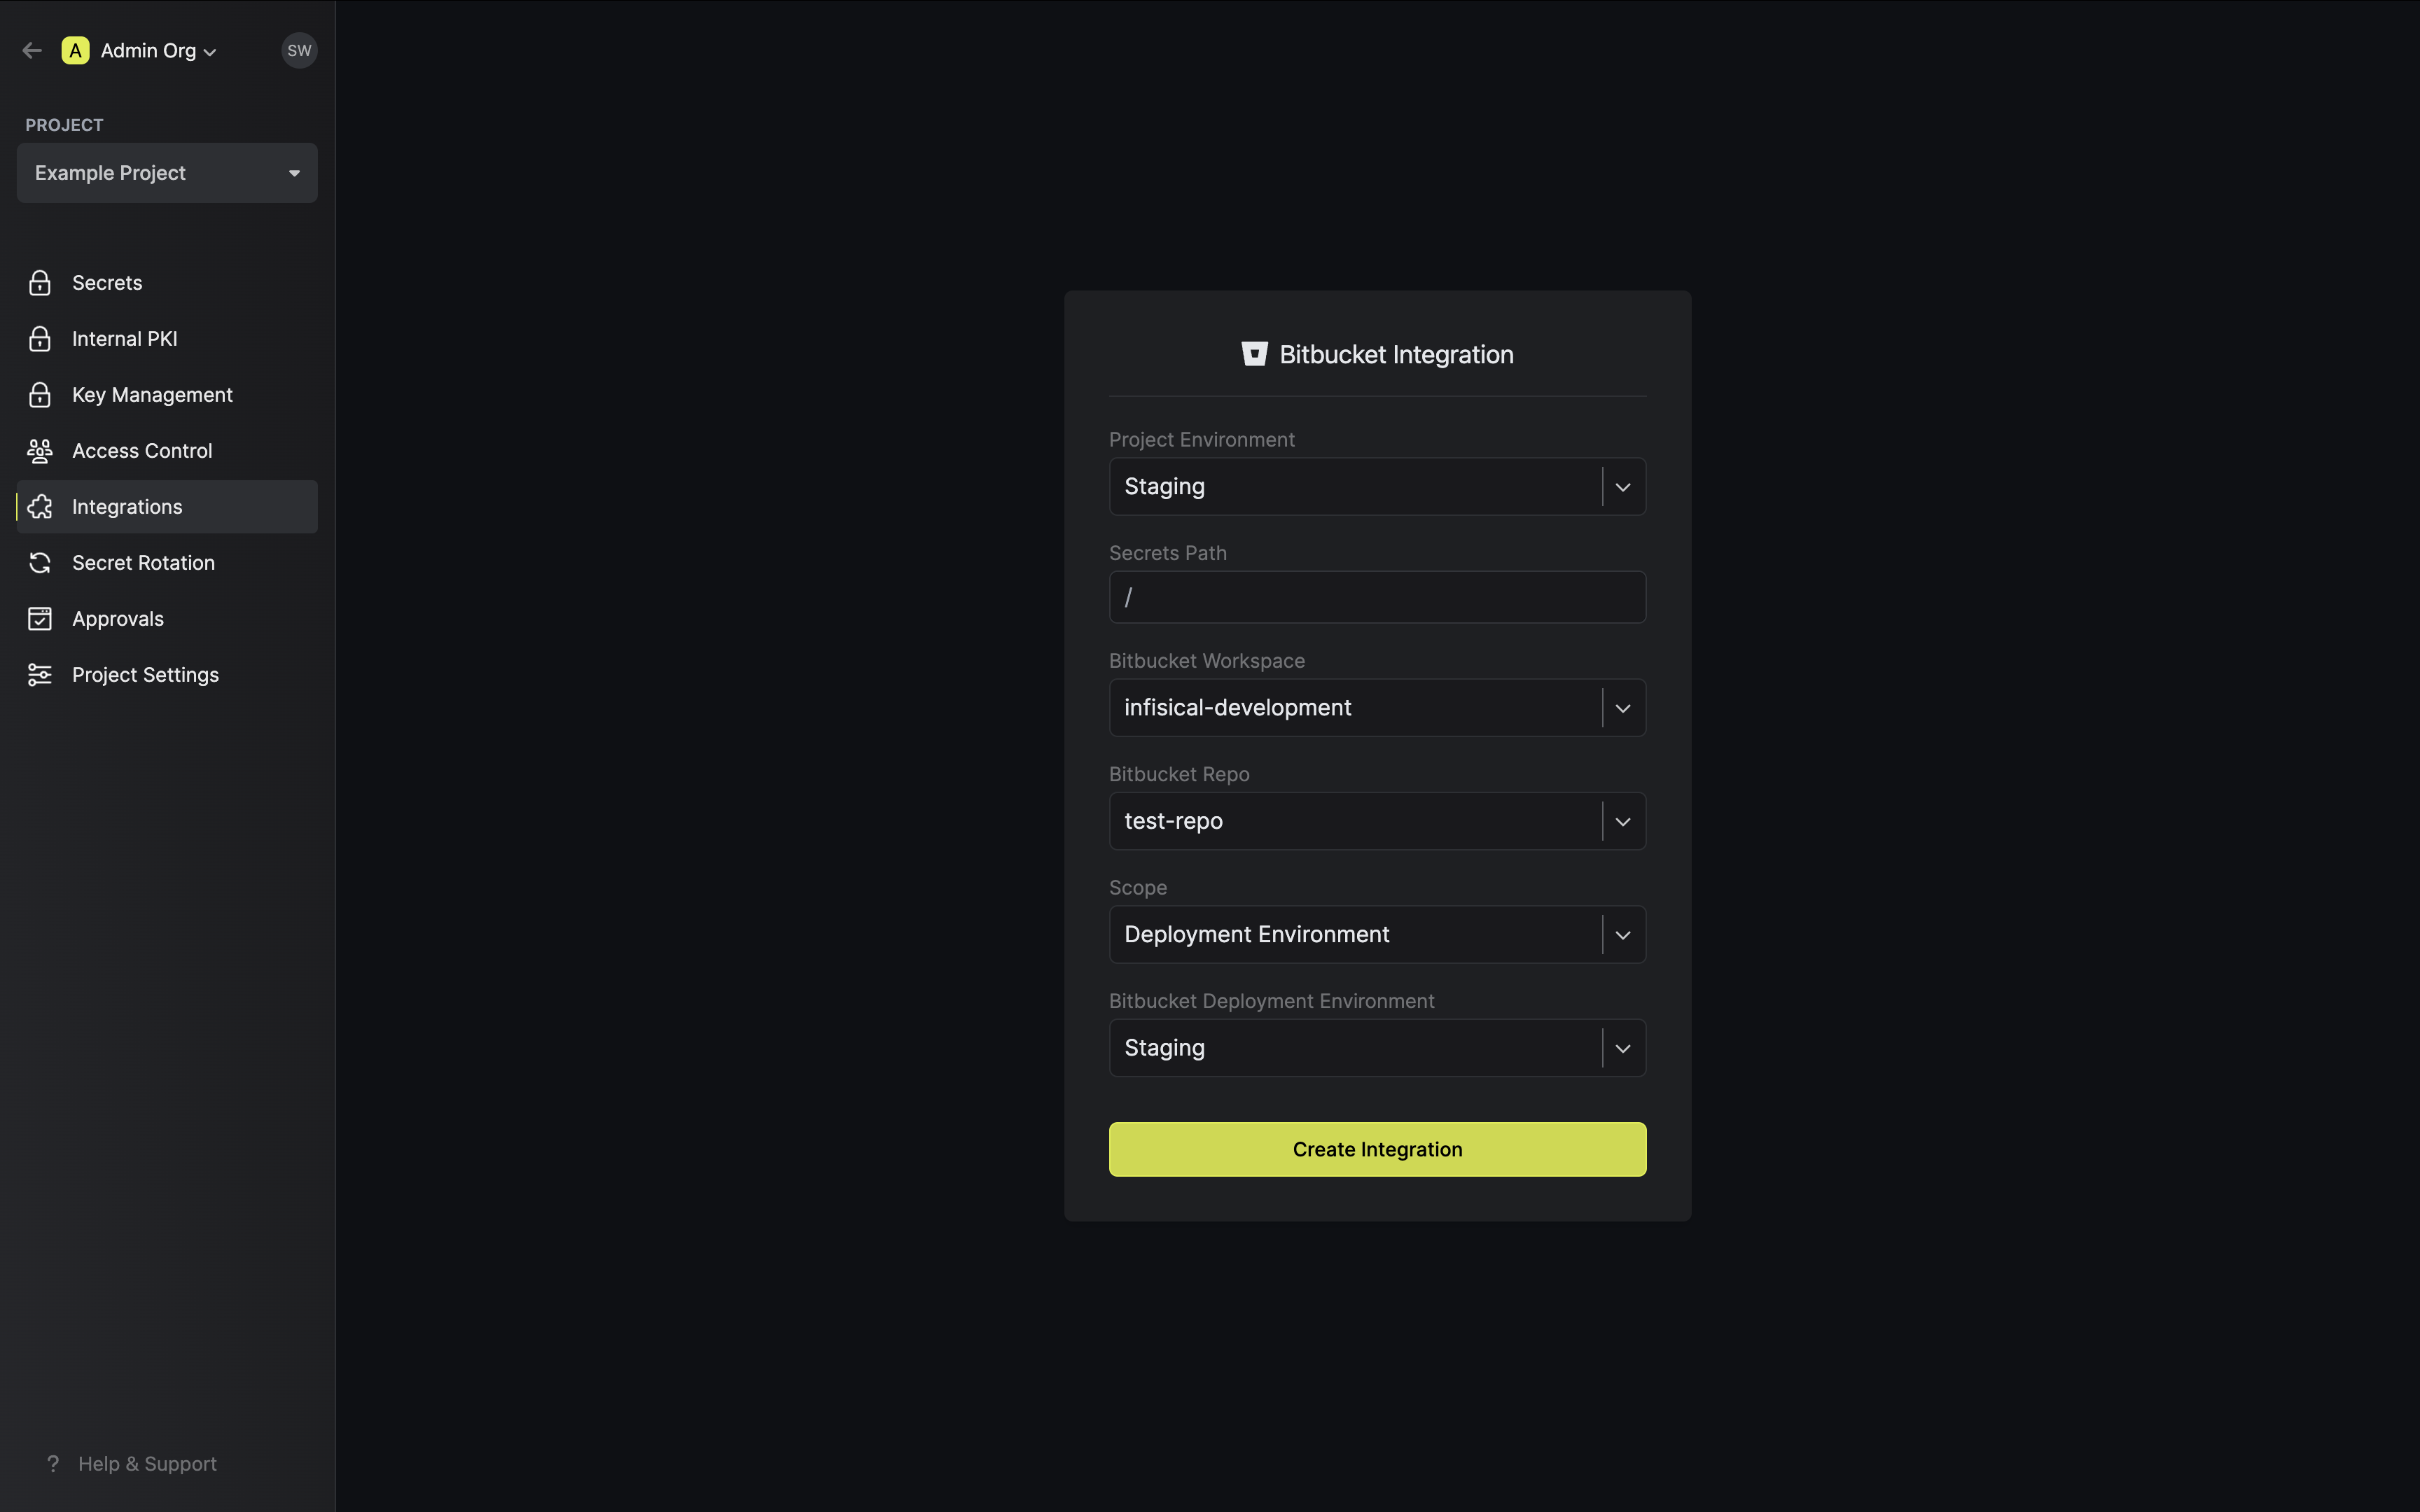 A Admin Org SW
PROJECT
Example Project
Secrets
Internal PKI
Key Management
Access Control
Integrations
Secret Rotation
Approvals
Project Settings
? Help & Support
Bitbucket Integration
Project Environment
Staging
Secrets Path
/
Bitbucket Workspace
infisical-development
Bitbucket Repo
test-repo
Scope
Deployment Environment
Bitbucket Deployment Environment
Staging
Create Integration